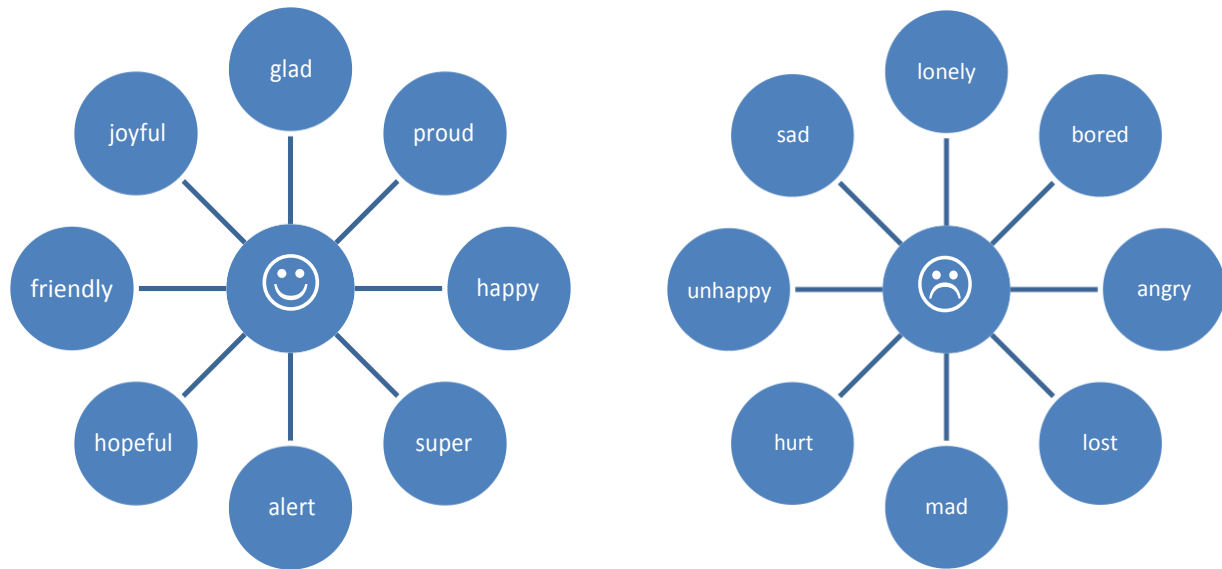 glad
proud
happy
super
alert
hopeful
friendly
joyful
lonely
bored
angry
lost
mad
hurt
unhappy
sad